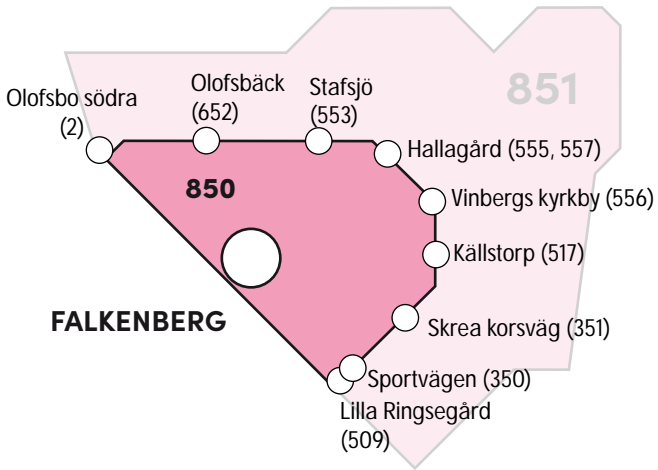 851
Olofsbo södra
(2)
Olofsbäck
(652)
Stafsjö
(553)
Hallagård (555, 557)
850
Vinbergs kyrkby (556)
Källstorp (517)
FALKENBERG
Skrea korsväg (351)
Sportvägen (350)
Lilla Ringsegård
(509)